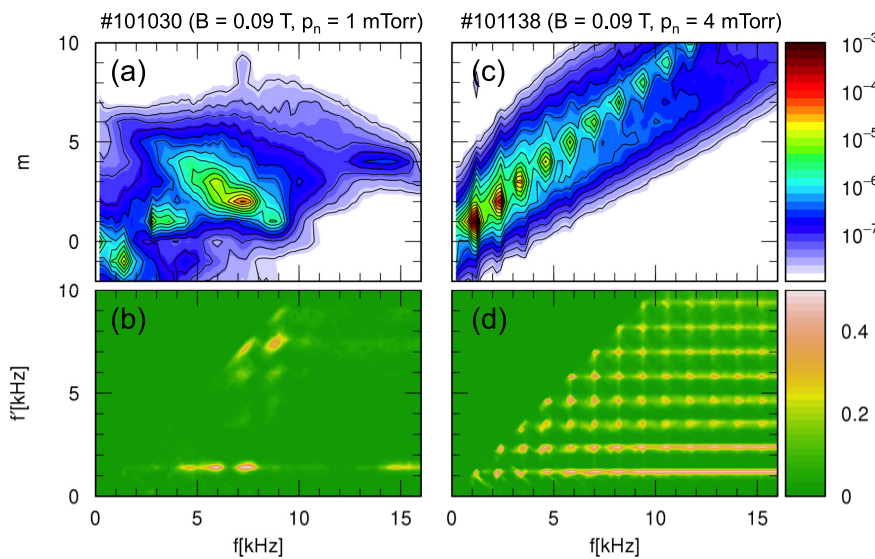 #101030 (B = 0.09 T, pₙ = 1 mTorr) #101138 (B = 0.09 T, pₙ = 4 mTorr)
(a) (c)
m
10
5
0
10⁻³
10⁻⁴
10⁻⁵
10⁻⁶
10⁻⁷
(b) (d)
f'[kHz]
10
5
0
0.4
0.2
0
0 5 10 15 0 5 10 15
f[kHz] f[kHz]